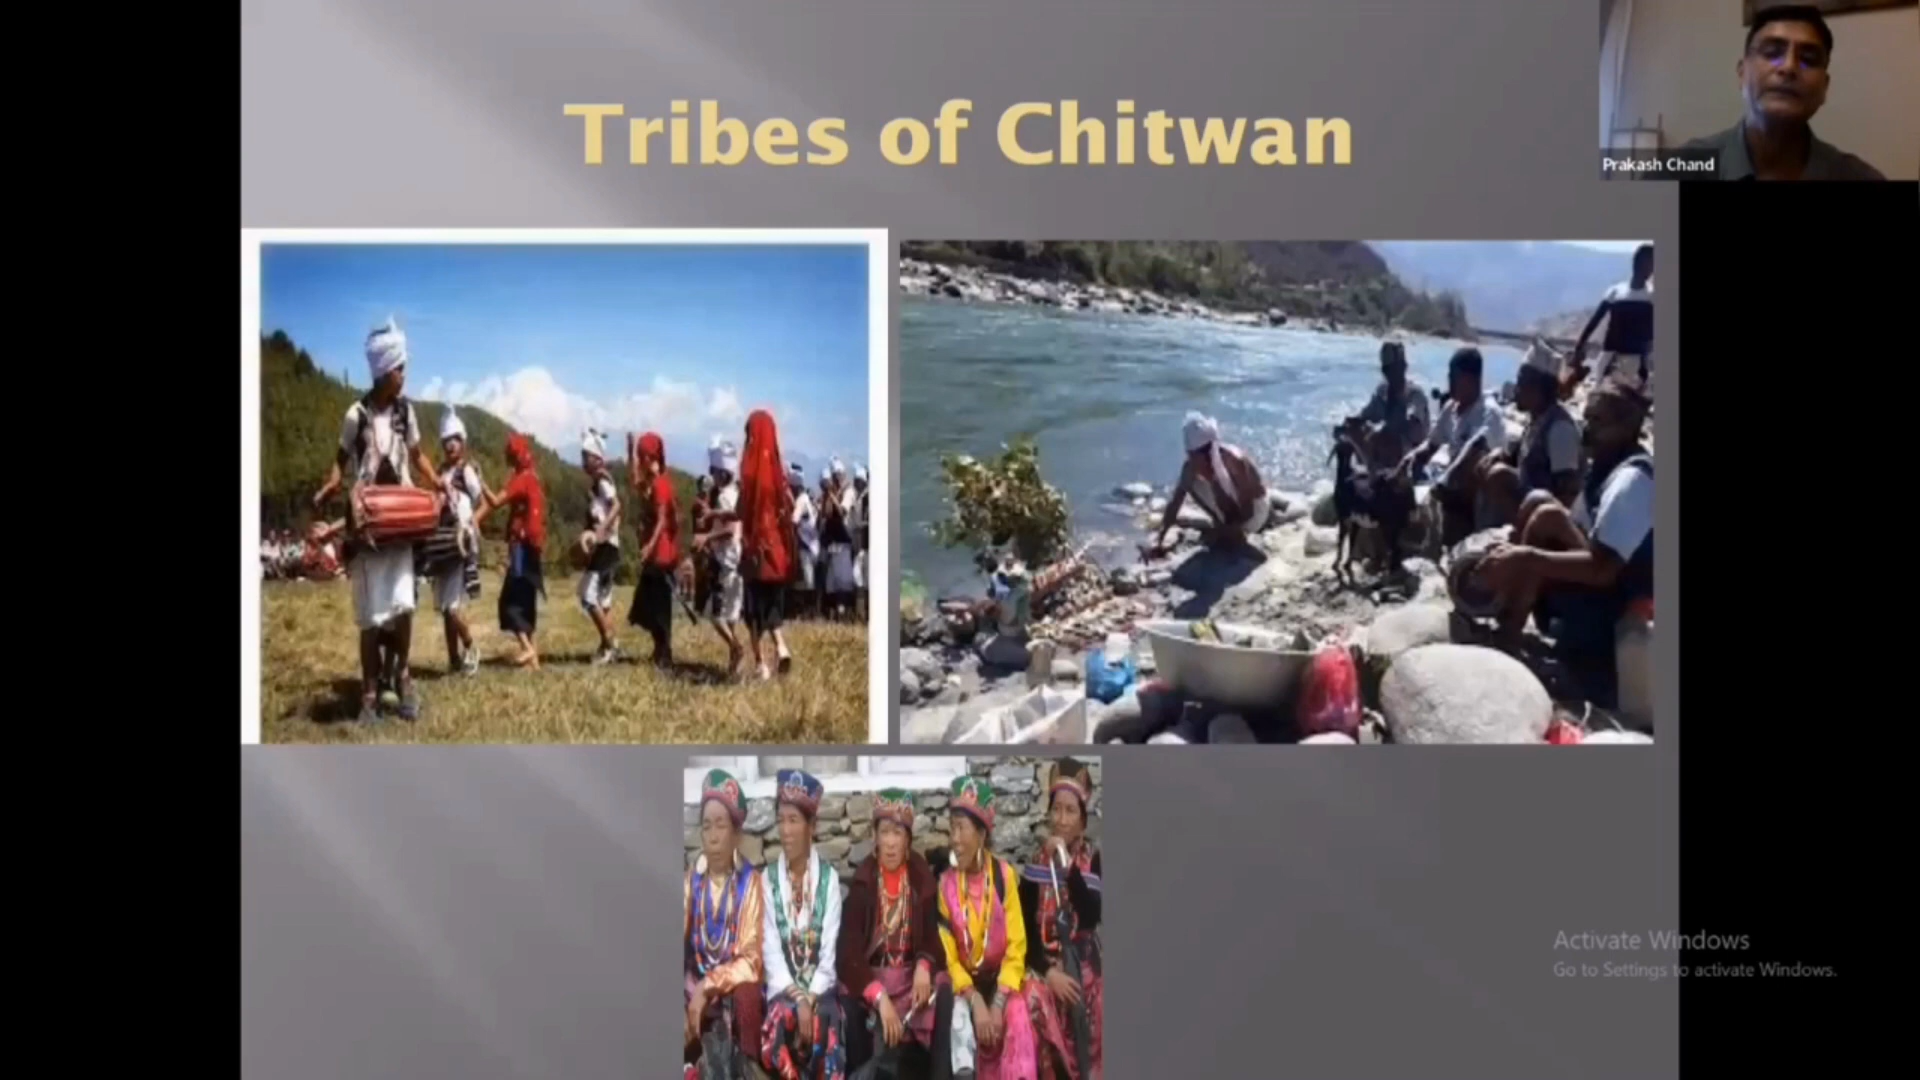 Tribes of Chitwan
Prakash Chand
Activate Windows
Go to Settings to activate Windows.